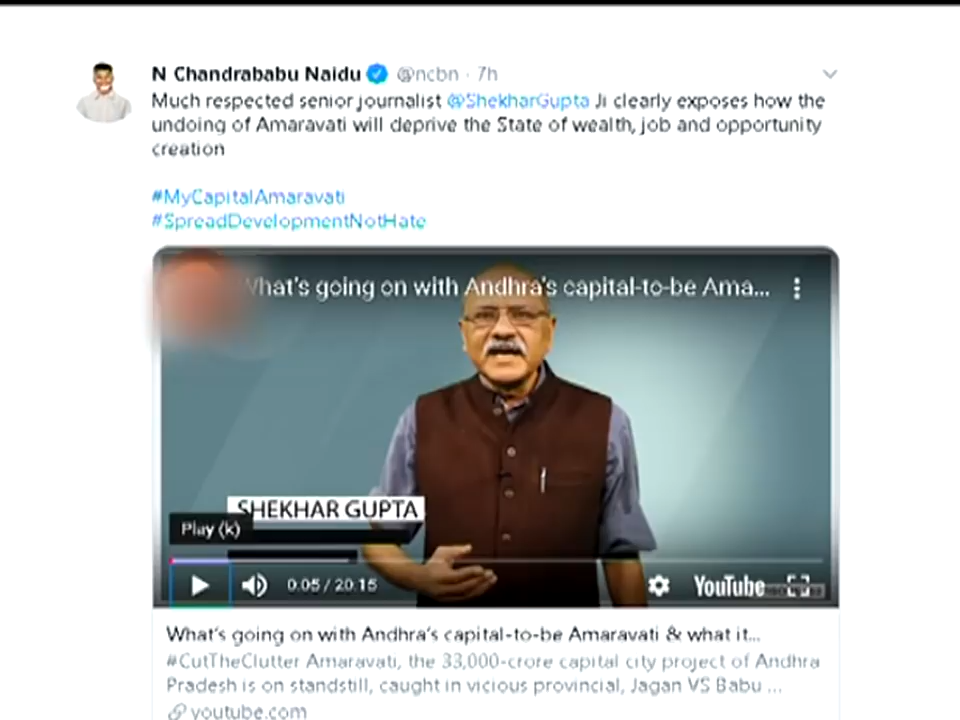 N Chandrababu Naidu @ncbn · 7h
Much respected senior journalist @ShekharGupta Ji clearly exposes how the
undoing of Amaravati will deprive the State of wealth, job and opportunity
creation
#MyCapitalAmaravati
#SpreadDevelopmentNotHate
What's going on with Andhra's capital-to-be Ama...
SHEKHAR GUPTA
Play (k)
0:05 / 20:15
YouTube
What's going on with Andhra's capital-to-be Amaravati & what it...
#CutTheClutter Amaravati, the 33,000-crore capital city project of Andhra
Pradesh is on standstill, caught in vicious provincial, Jagan VS Babu ...
youtube.com